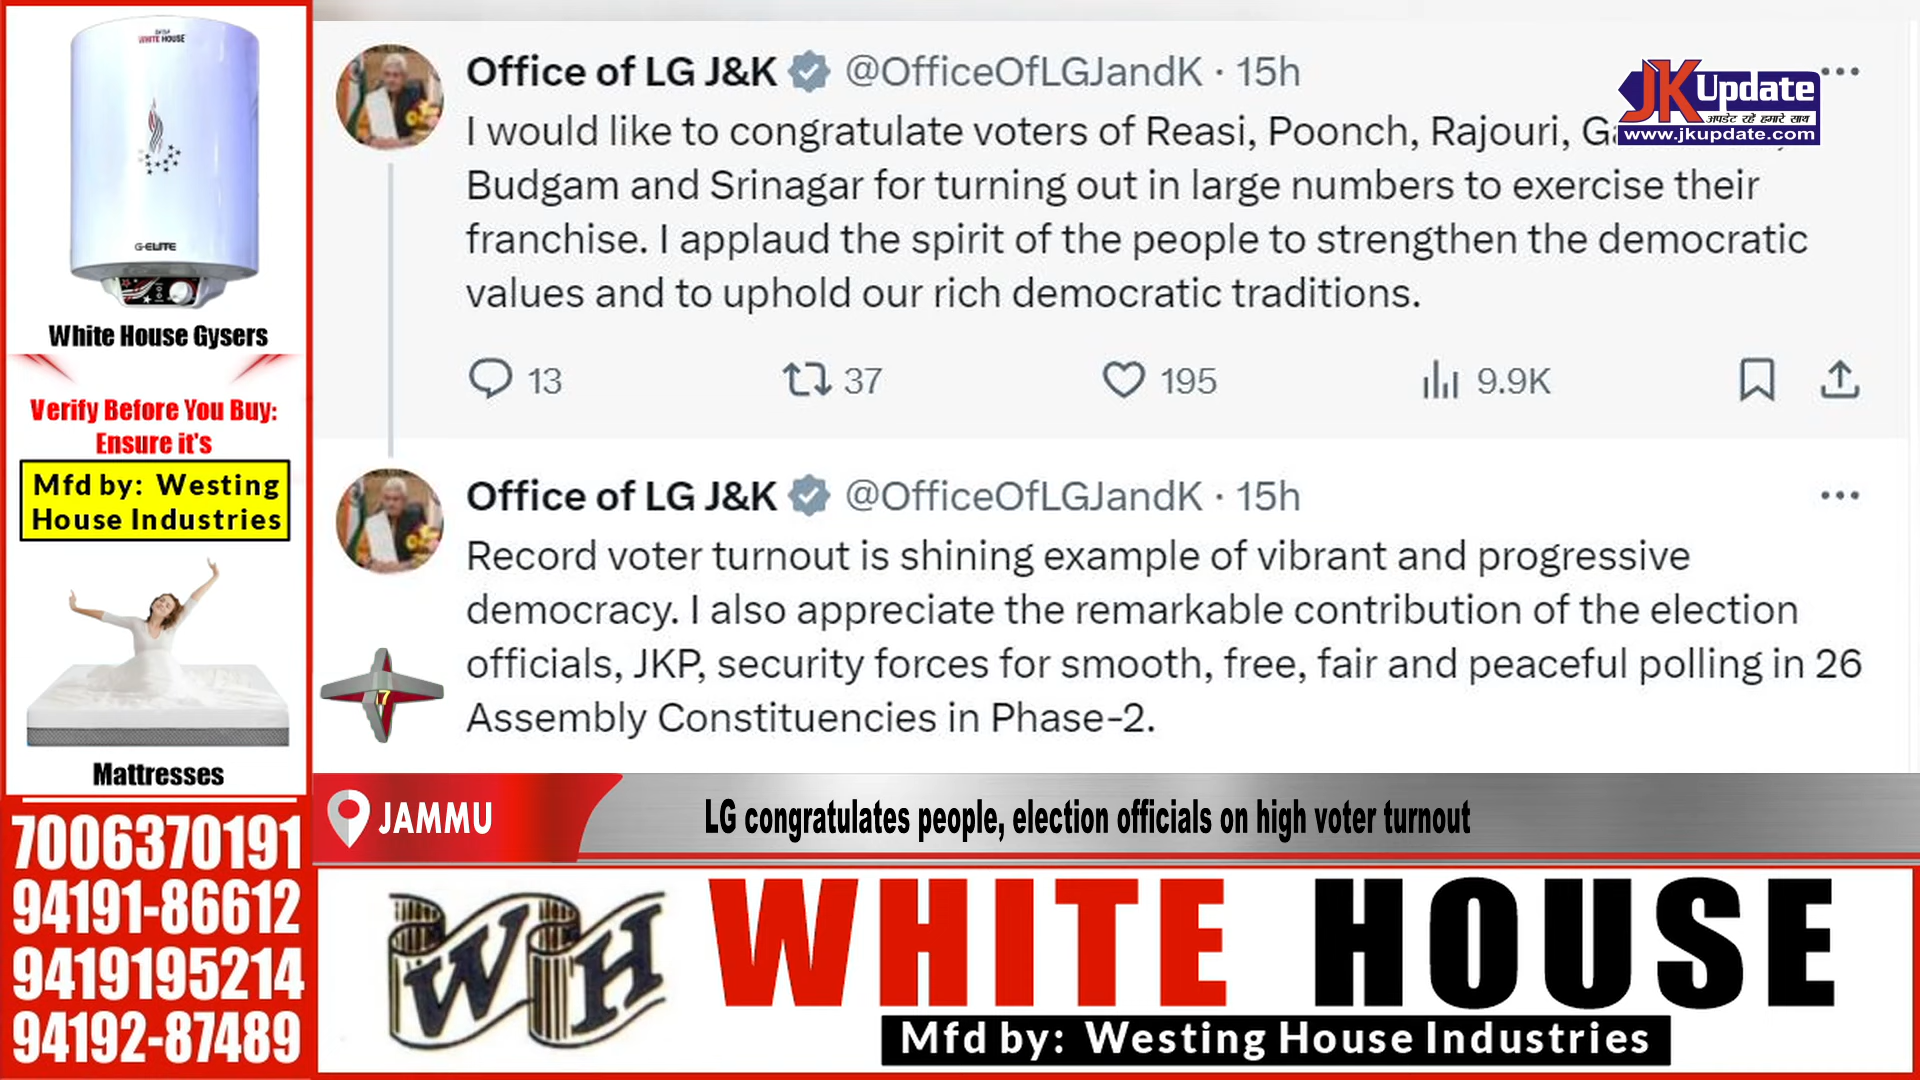 WHITE HOUSE
G-ELITE
White House Gysers
Verify Before You Buy:
Ensure it's
Mfd by: Westing
House Industries
Mattresses
7006370191
94191-86612
9419195214
94192-87489
Office of LG J&K @OfficeOfLGJandK · 15h
I would like to congratulate voters of Reasi, Poonch, Rajouri,
Budgam and Srinagar for turning out in large numbers to exercise their
franchise. I applaud the spirit of the people to strengthen the democratic
values and to uphold our rich democratic traditions.
13 37 195 9.9K
JK Update
अपडेट रहें हमारे साथ
www.jkupdate.com
Office of LG J&K @OfficeOfLGJandK · 15h
Record voter turnout is shining example of vibrant and progressive
democracy. I also appreciate the remarkable contribution of the election
officials, JKP, security forces for smooth, free, fair and peaceful polling in 26
Assembly Constituencies in Phase-2.
7
JAMMU
LG congratulates people, election officials on high voter turnout
WH
WHITE HOUSE
Mfd by: Westing House Industries